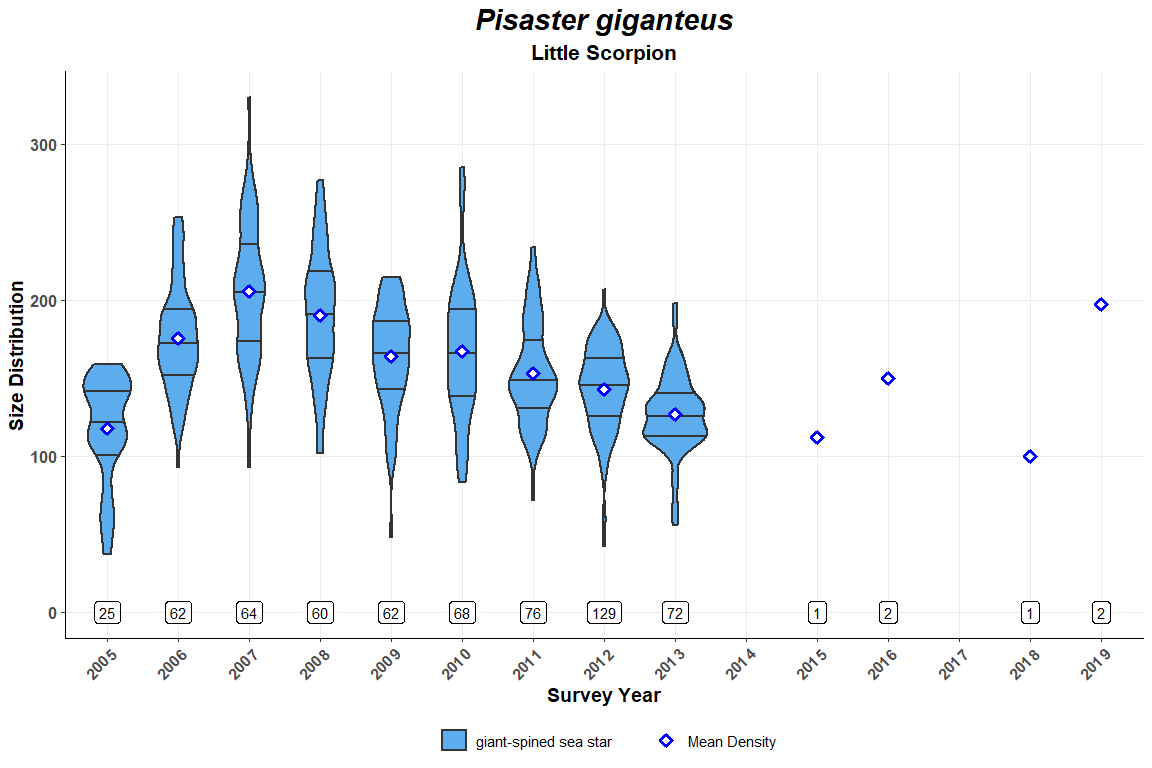 Pisaster giganteus
Little Scorpion
Size Distribution
300
200
100
0
25 62 64 60 62 68 76 129 72 1 2 1 2
2005 2006 2007 2008 2009 2010 2011 2012 2013 2014 2015 2016 2017 2018 2019
Survey Year
giant-spined sea star Mean Density